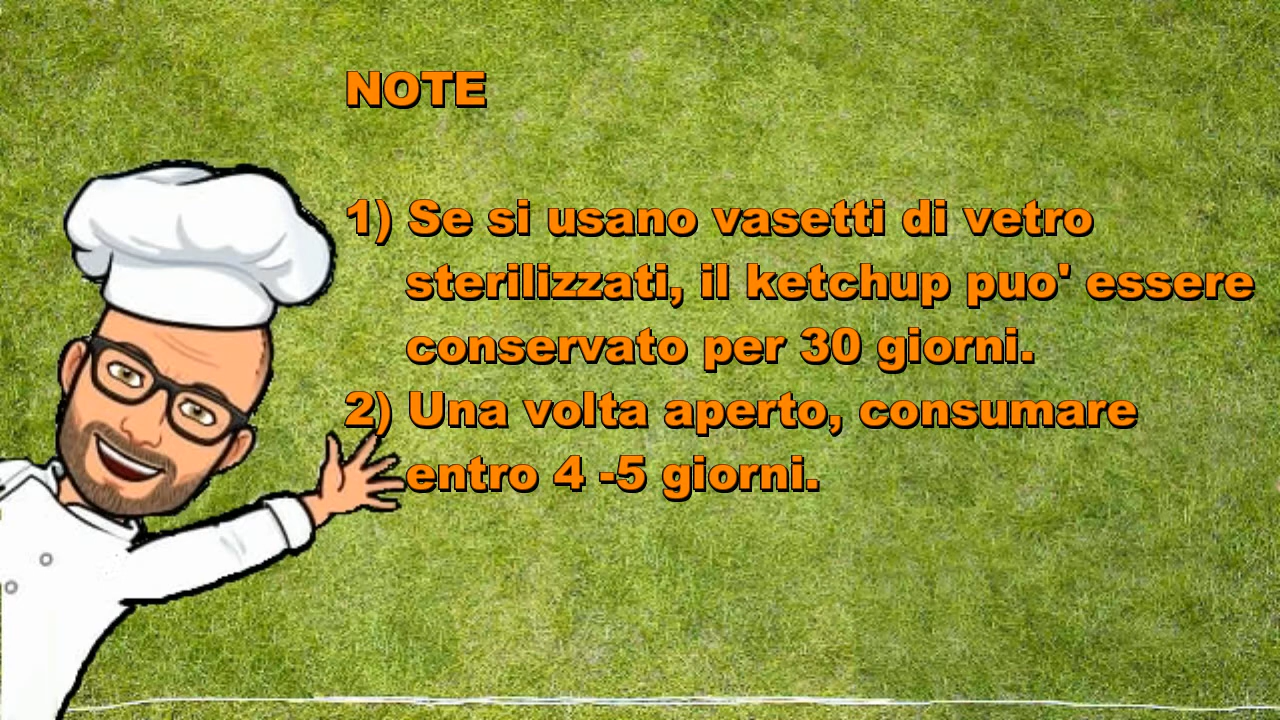 NOTE
1) Se si usano vasetti di vetro
sterilizzati, il ketchup puo' essere
conservato per 30 giorni.
2) Una volta aperto, consumare
entro 4 -5 giorni.